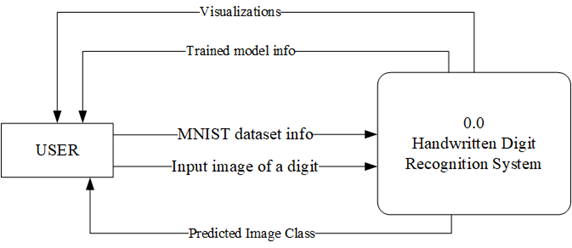 Visualizations
Trained model info
0.0
Handwritten Digit
Recognition System
USER
MNIST dataset info
Input image of a digit
Predicted Image Class